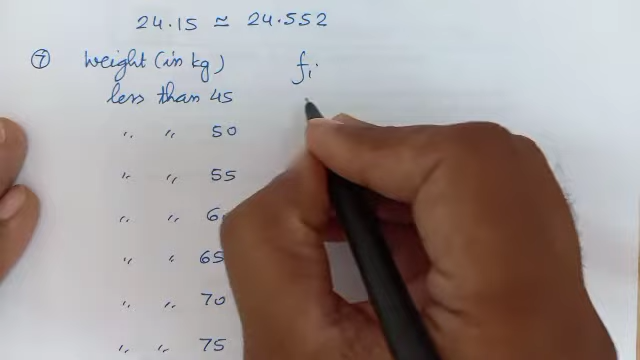 24.15 ≃ 24.552
⑦ weight (in kg) fi
less than 45
〃 〃 50
〃 〃 55
〃 〃
〃 〃 65
〃 〃 70
〃 〃 75